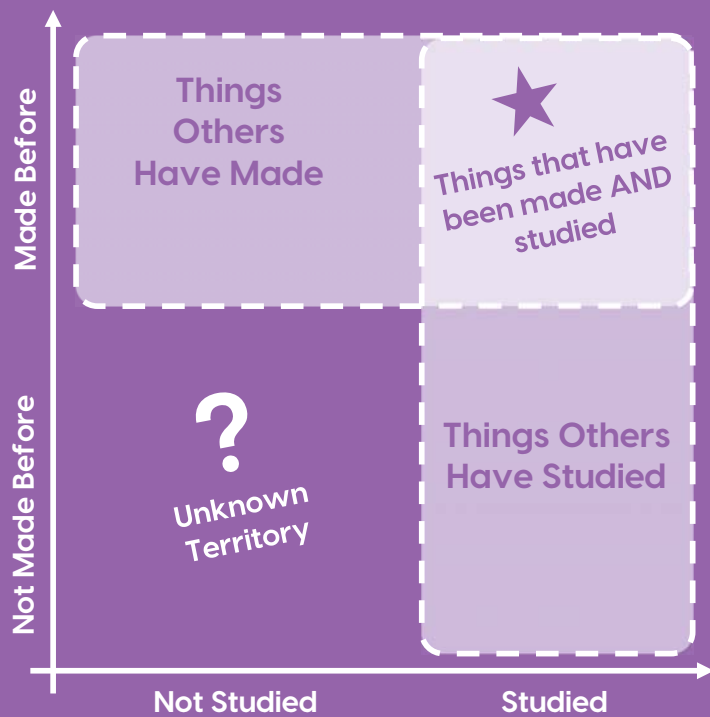 Made Before
Not Made Before
Things
Others
Have Made
Things that have
been made AND
studied
?
Unknown
Territory
Things Others
Have Studied
Not Studied
Studied